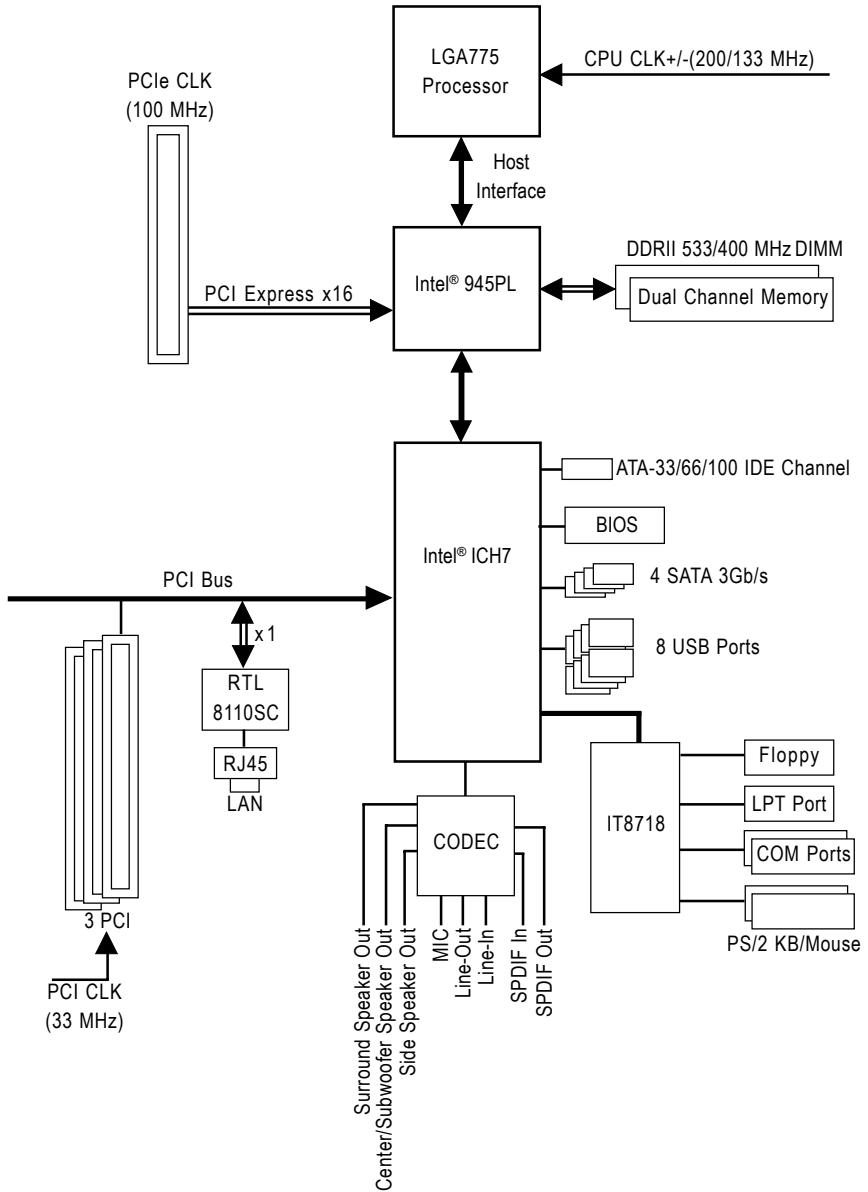 LGA775
Processor
CPU CLK+/-(200/133 MHz)
PCIe CLK
(100 MHz)
Host
Interface
DDRII 533/400 MHz DIMM
Dual Channel Memory
Intel® 945PL
PCI Express x16
ATA-33/66/100 IDE Channel
BIOS
Intel® ICH7
4 SATA 3Gb/s
PCI Bus
x1
8 USB Ports
RTL
8110SC
RJ45
LAN
Floppy
LPT Port
IT8718
COM Ports
CODEC
PS/2 KB/Mouse
3 PCI
PCI CLK
(33 MHz)
Surround Speaker Out
Center/Subwoofer Speaker Out
Side Speaker Out
MIC
Line-Out
Line-In
SPDIF In
SPDIF Out